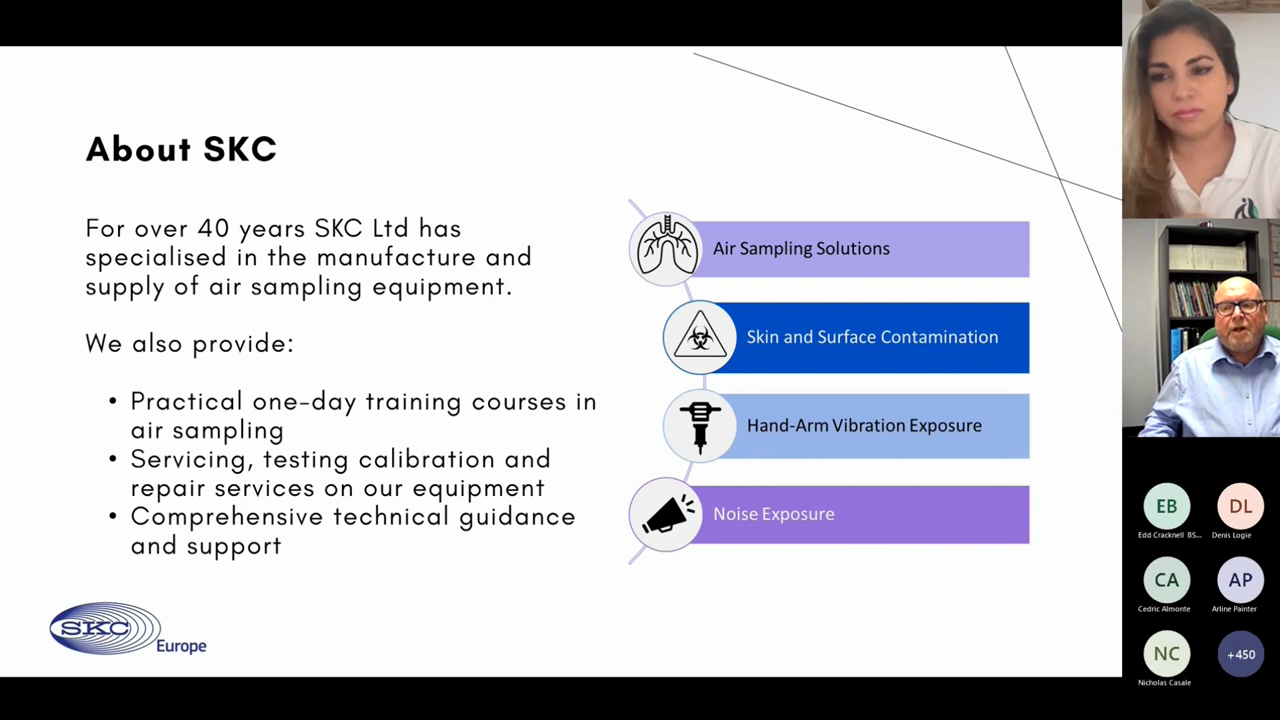 About SKC
For over 40 years SKC Ltd has
specialised in the manufacture and
supply of air sampling equipment.
We also provide:
• Practical one-day training courses in
air sampling
• Servicing, testing calibration and
repair services on our equipment
• Comprehensive technical guidance
and support
Air Sampling Solutions
Skin and Surface Contamination
Hand-Arm Vibration Exposure
Noise Exposure
SKC
Europe
EB
Edd Cracknell BS...
DL
Denis Logie
CA
Cedric Almonte
AP
Arline Painter
NC
Nicholas Casale
+450